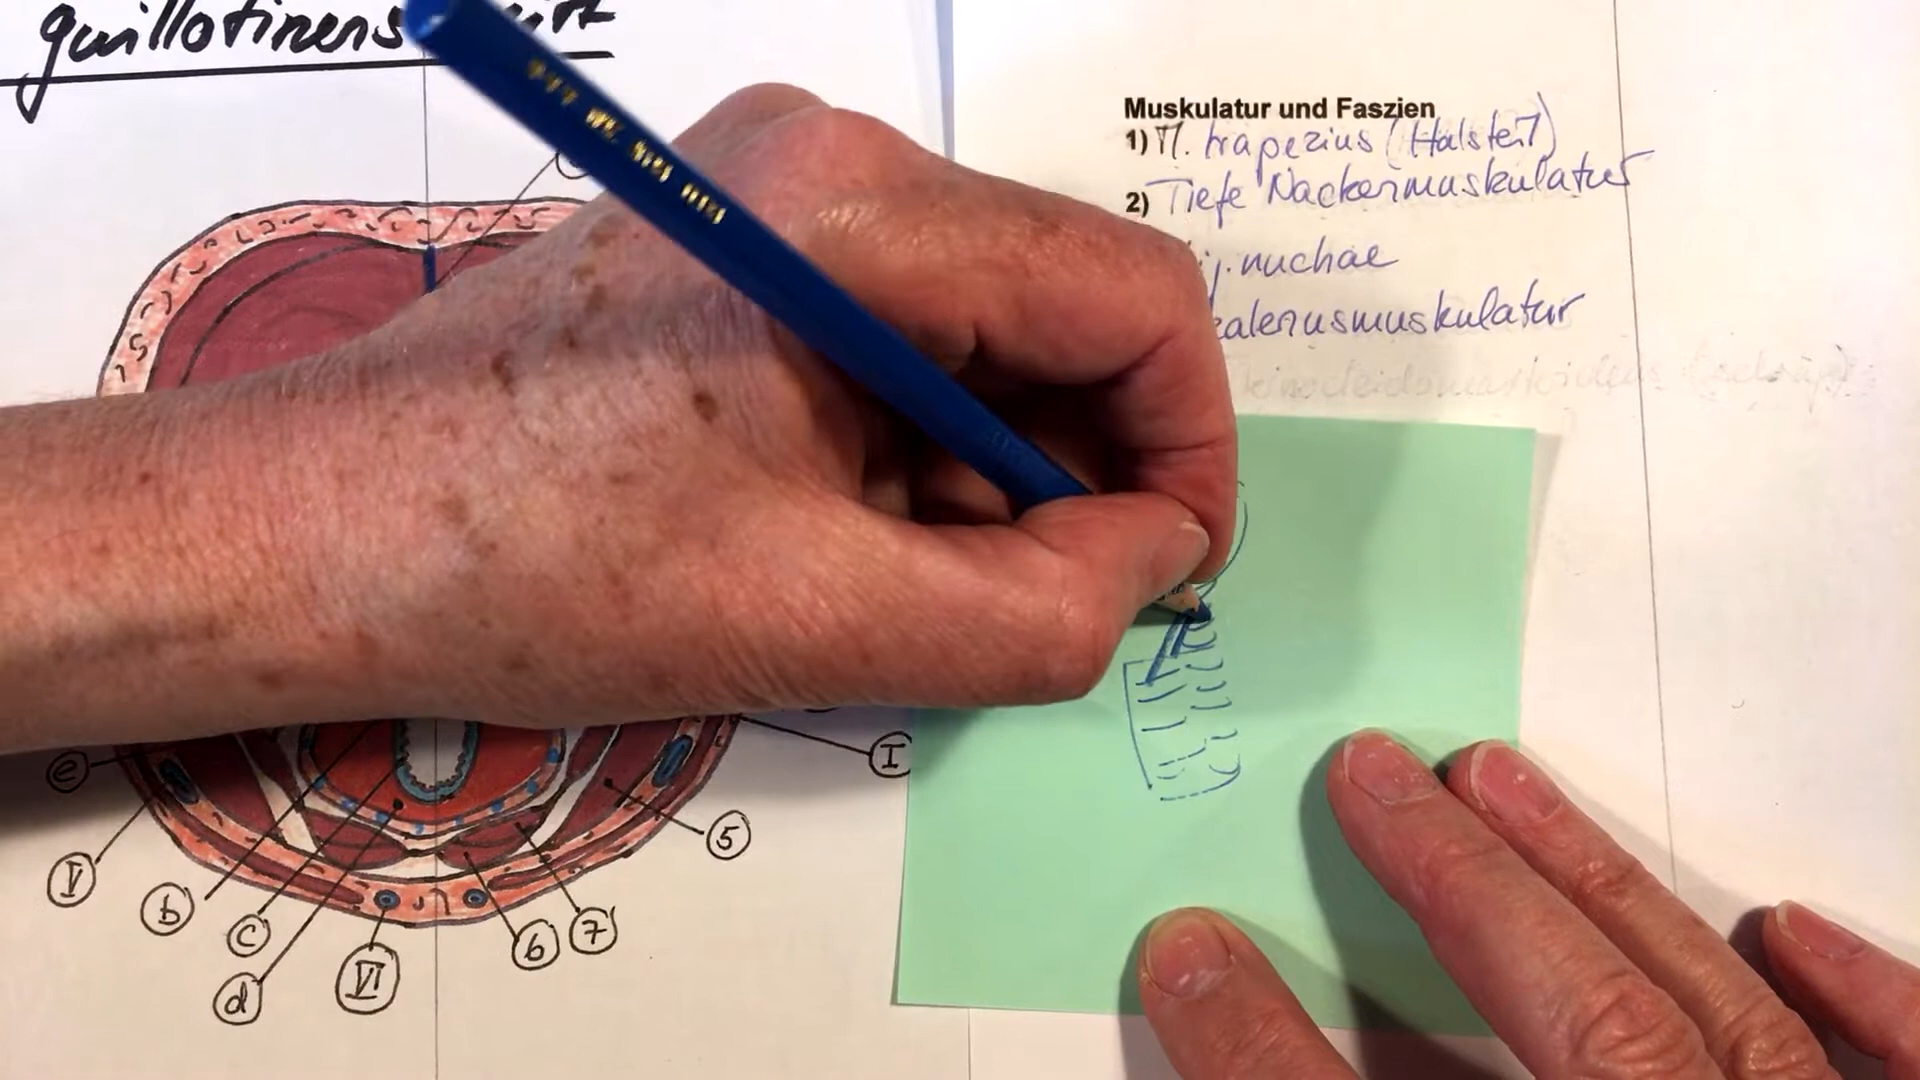 guillotinens
Muskulatur und Faszien
1) M. trapezius (Halsteil)
2) Tiefe Nackenmuskulatur
nuchae
kalenusmuskulatur
e
I
V
5
b
c
6
7
VI
d